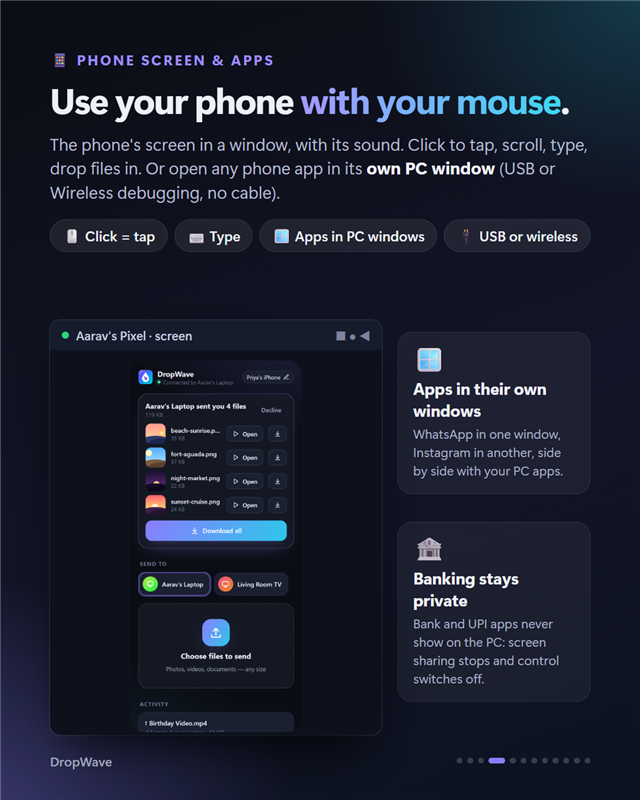 PHONE SCREEN & APPS
Use your phone with your mouse.
The phone's screen in a window, with its sound. Click to tap, scroll, type,
drop files in. Or open any phone app in its own PC window (USB or
Wireless debugging, no cable).
Click = tap
Type
Apps in PC windows
USB or wireless
Aarav's Pixel · screen
DropWave
Connected to Aarav's Laptop
Priya's iPhone
Aarav's Laptop sent you 4 files
119 KB
Decline
beach-sunrise.p...
35 KB
Open
fort-aguada.png
37 KB
Open
night-market.png
22 KB
Open
sunset-cruise.png
24 KB
Open
Download all
SEND TO
Aarav's Laptop
Living Room TV
Choose files to send
Photos, videos, documents — any size
ACTIVITY
↑ Birthday Video.mp4
Apps in their own
windows
WhatsApp in one window,
Instagram in another, side
by side with your PC apps.
Banking stays
private
Bank and UPI apps never
show on the PC: screen
sharing stops and control
switches off.
DropWave